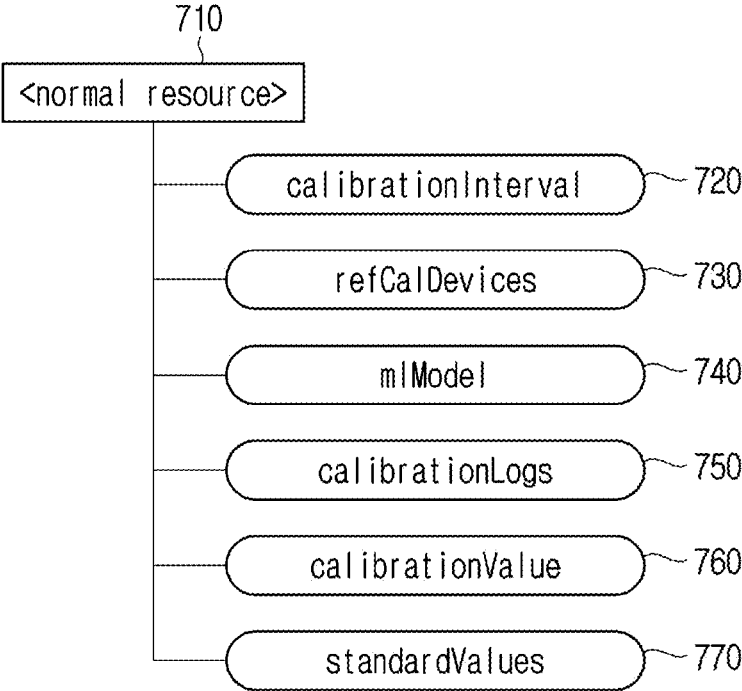 710
<normal resource>
calibrationInterval 720
refCalDevices 730
mlModel 740
calibrationLogs 750
calibrationValue 760
standardValues 770